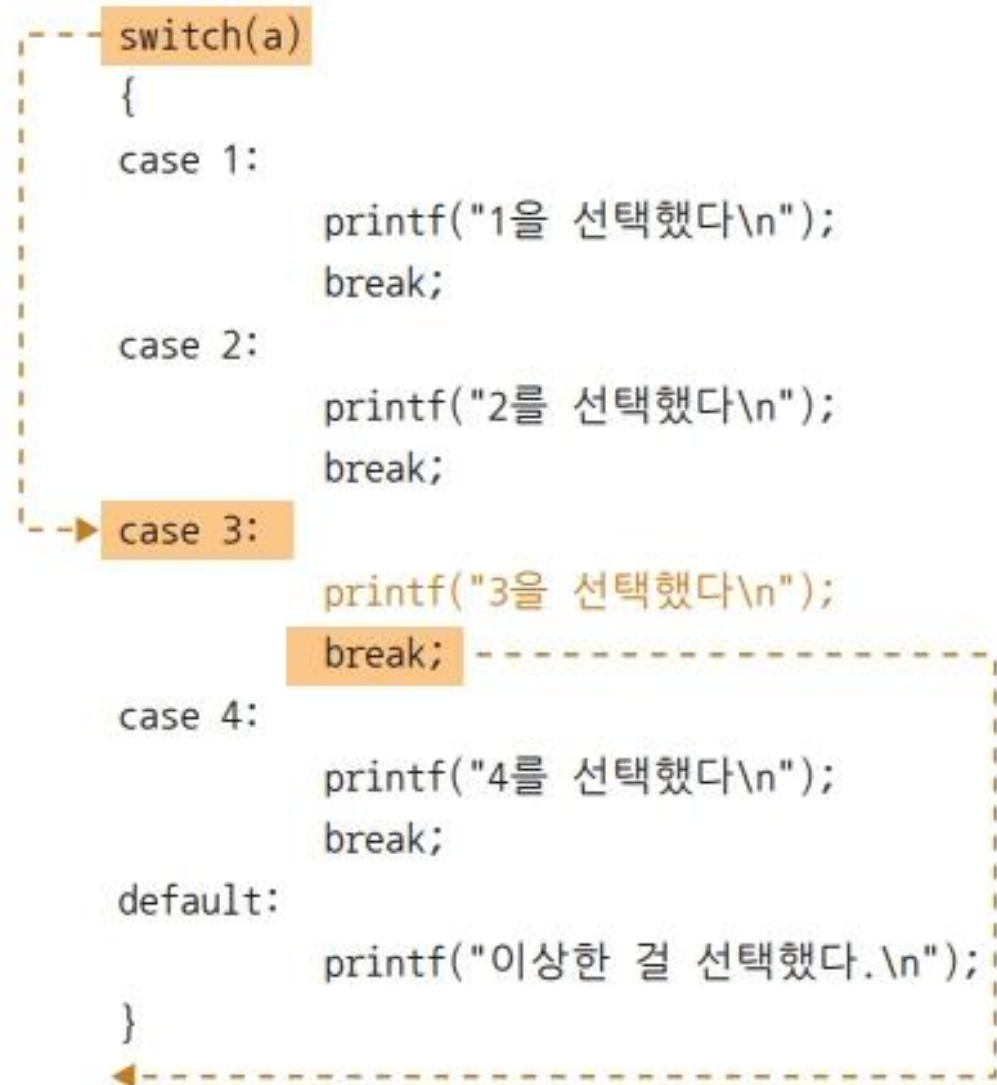 switch(a)
{
case 1:
printf("1을 선택했다\n");
break;
case 2:
printf("2를 선택했다\n");
break;
case 3:
printf("3을 선택했다\n");
break;
case 4:
printf("4를 선택했다\n");
break;
default:
printf("이상한 걸 선택했다.\n");
}